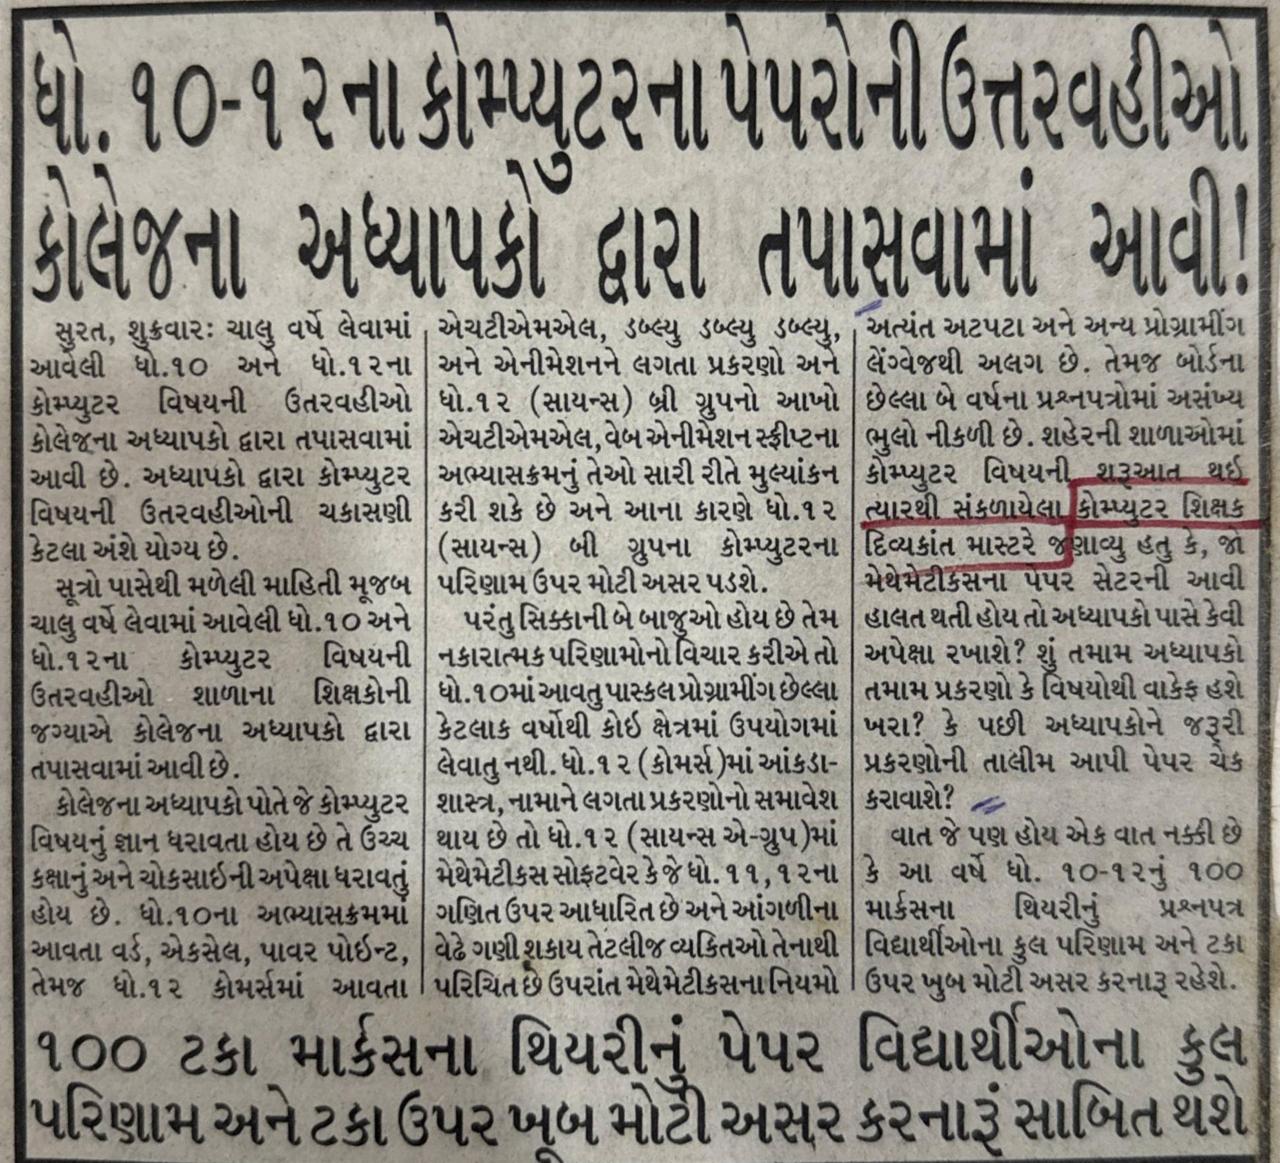 ધો. ૧૦-૧૨ના કોમ્પ્યુટરના પેપરોની ઉત્તરવહીઓ
કોલેજના અધ્યાપકો દ્વારા તપાસવામાં આવી!
સુરત, શુક્રવારઃ ચાલુ વર્ષે લેવામાં
આવેલી ધો.૧૦ અને ધો.૧૨ના
કોમ્પ્યુટર વિષયની ઉતરવહીઓ
કોલેજના અધ્યાપકો દ્વારા તપાસવામાં
આવી છે. અધ્યાપકો દ્વારા કોમ્પ્યુટર
વિષયની ઉતરવહીઓની ચકાસણી
કેટલા અંશે યોગ્ય છે.
સૂત્રો પાસેથી મળેલી માહિતી મૂજબ
ચાલુ વર્ષે લેવામાં આવેલી ધો.૧૦ અને
ધો.૧૨ના કોમ્પ્યુટર વિષયની
ઉતરવહીઓ શાળાના શિક્ષકોની
જગ્યાએ કોલેજના અધ્યાપકો દ્વારા
તપાસવામાં આવી છે.
કોલેજના અધ્યાપકો પોતે જે કોમ્પ્યુટર
વિષયનું જ્ઞાન ધરાવતા હોય છે તે ઉચ્ચ
કક્ષાનું અને ચોકસાઇની અપેક્ષા ધરાવતું
હોય છે. ધો.૧૦ના અભ્યાસક્રમમાં
આવતા વર્ડ, એકસેલ, પાવર પોઇન્ટ,
તેમજ ધો.૧૨ કોમર્સમાં આવતા
એચટીએમએલ, ડબ્લ્યુ ડબ્લ્યુ ડબ્લ્યુ,
અને એનીમેશનને લગતા પ્રકરણો અને
ધો.૧૨ (સાયન્સ) બી ગ્રુપનો આખો
એચટીએમએલ,વેબ એનીમેશન સ્ક્રીપ્ટના
અભ્યાસક્રમનું તેઓ સારી રીતે મુલ્યાંકન
કરી શકે છે અને આના કારણે ધો.૧૨
(સાયન્સ) બી ગ્રુપના કોમ્પ્યુટરના
પરિણામ ઉપર મોટી અસર પડશે.
પરંતુ સિક્કાની બે બાજુઓ હોય છે તેમ
નકારાત્મક પરિણામોનો વિચાર કરીએ તો
ધો.૧૦માં આવતુ પાસ્કલ પ્રોગ્રામીંગ છેલ્લા
કેટલાક વર્ષોથી કોઇ ક્ષેત્રમાં ઉપયોગમાં
લેવાતુ નથી. ધો.૧૨ (કોમર્સ)માં આંકડા-
શાસ્ત્ર, નામાને લગતા પ્રકરણોનો સમાવેશ
થાય છે તો ધો.૧૨ (સાયન્સ એ-ગ્રુપ)માં
મેથેમેટીકસ સોફટવેર કે જે ધો. ૧૧,૧૨ના
ગણિત ઉપર આધારિત છે અને આંગળીના
વેઢે ગણી શકાય તેટલીજ વ્યકિતઓ તેનાથી
પરિચિત છે ઉપરાંત મેથેમેટીકસના નિયમો
અત્યંત અટપટા અને અન્ય પ્રોગ્રામીંગ
લેંગ્વેજથી અલગ છે. તેમજ બોર્ડના
છેલ્લા બે વર્ષના પ્રશ્નપત્રોમાં અસંખ્ય
ભુલો નીકળી છે. શહેરની શાળાઓમાં
કોમ્પ્યુટર વિષયની શરૂઆત થઇ
ત્યારથી સંકળાયેલા કોમ્પ્યુટર શિક્ષક
દિવ્યકાંત માસ્ટરે જણાવ્યુ હતુ કે, જો
મેથેમેટીકસના પેપર સેટરની આવી
હાલત થતી હોય તો અધ્યાપકો પાસે કેવી
અપેક્ષા રખાશે? શું તમામ અધ્યાપકો
તમામ પ્રકરણો કે વિષયોથી વાકેફ હશે
ખરા? કે પછી અધ્યાપકોને જરૂરી
પ્રકરણોની તાલીમ આપી પેપર ચેક
કરાવાશે?
વાત જે પણ હોય એક વાત નક્કી છે
કે આ વર્ષે ધો. ૧૦-૧૨નું ૧૦૦
માર્કસના થિયરીનું પ્રશ્નપત્ર
વિદ્યાર્થીઓના કુલ પરિણામ અને ટકા
ઉપર ખુબ મોટી અસર કરનારૂ રહેશે.
૧૦૦ ટકા માર્કસના થિયરીનું પેપર વિદ્યાર્થીઓના કુલ
પરિણામ અને ટકા ઉપર ખૂબ મોટી અસર કરનારૂં સાબિત થશે